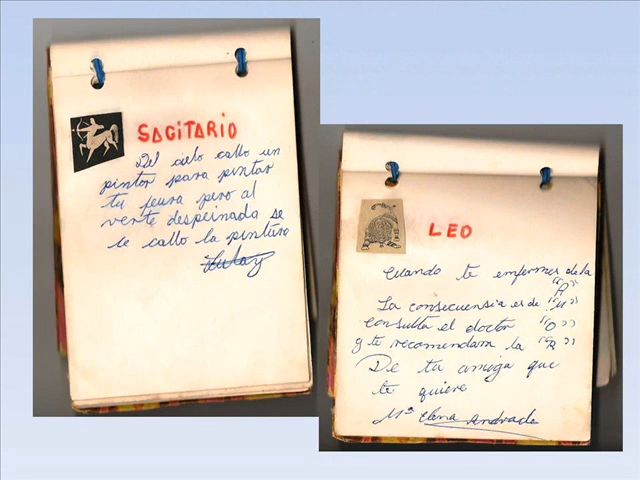 SAGITARIO
Del cielo callo un
pintor para pintar
tu feura pero al
verte despeinada se
le callo la pintura
LEO
Cuando te enfermes de la
"A"
La consecuensia es de "M"
consulta el doctor "O"
y te recomendara la "R"
De tu amiga que
te quiere
Mª Elena Andrade